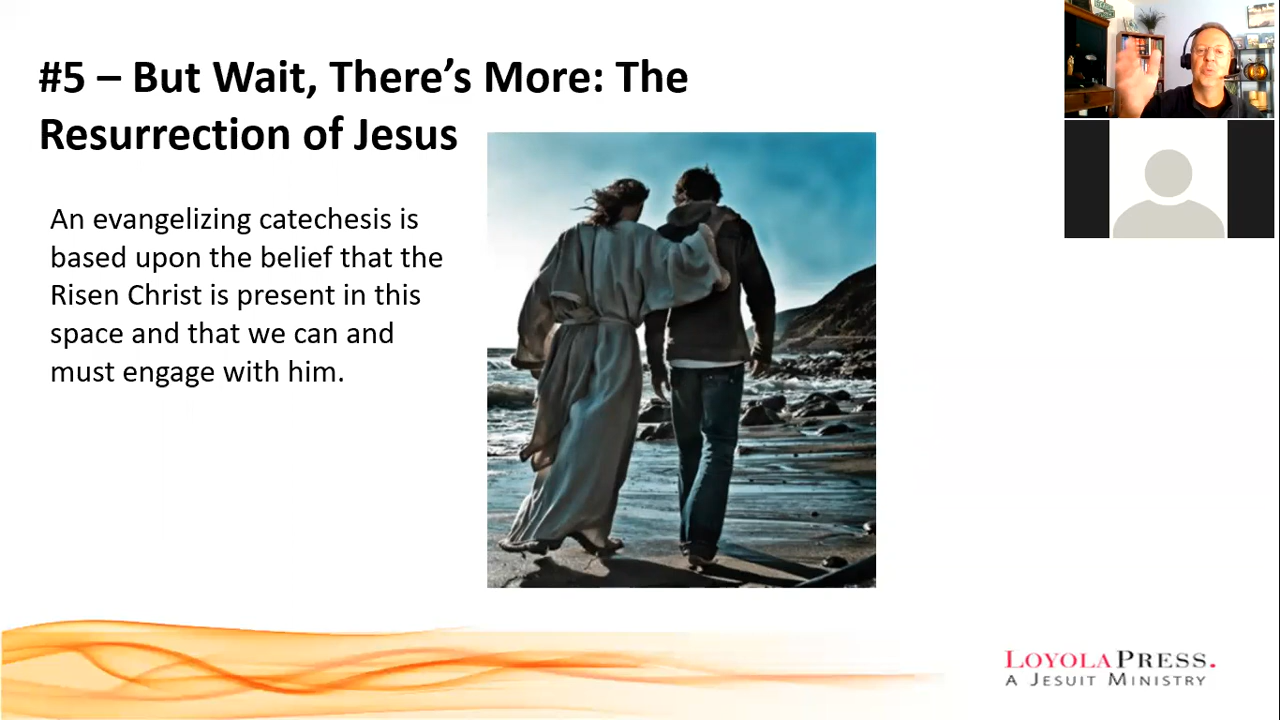 #5 – But Wait, There’s More: The
Resurrection of Jesus
An evangelizing catechesis is
based upon the belief that the
Risen Christ is present in this
space and that we can and
must engage with him.
LOYOLA PRESS.
A JESUIT MINISTRY